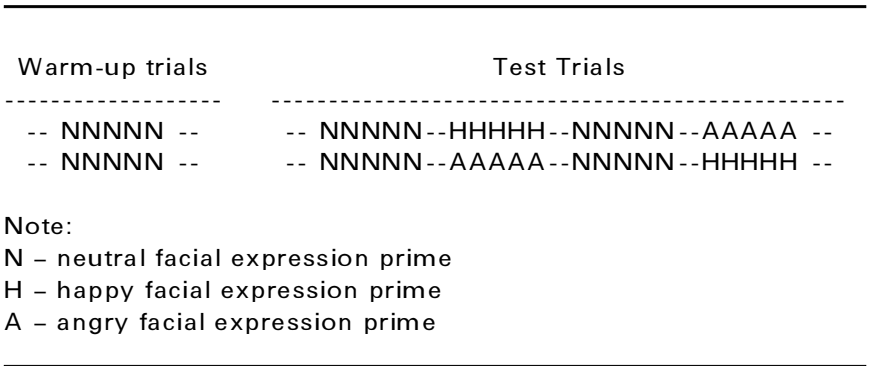 Warm-up trials Test Trials
------------------- --------------------------------------------------
-- NNNNN -- -- NNNNN--HHHHH--NNNNN--AAAAA --
-- NNNNN -- -- NNNNN--AAAAA--NNNNN--HHHHH --
Note:
N – neutral facial expression prime
H – happy facial expression prime
A – angry facial expression prime